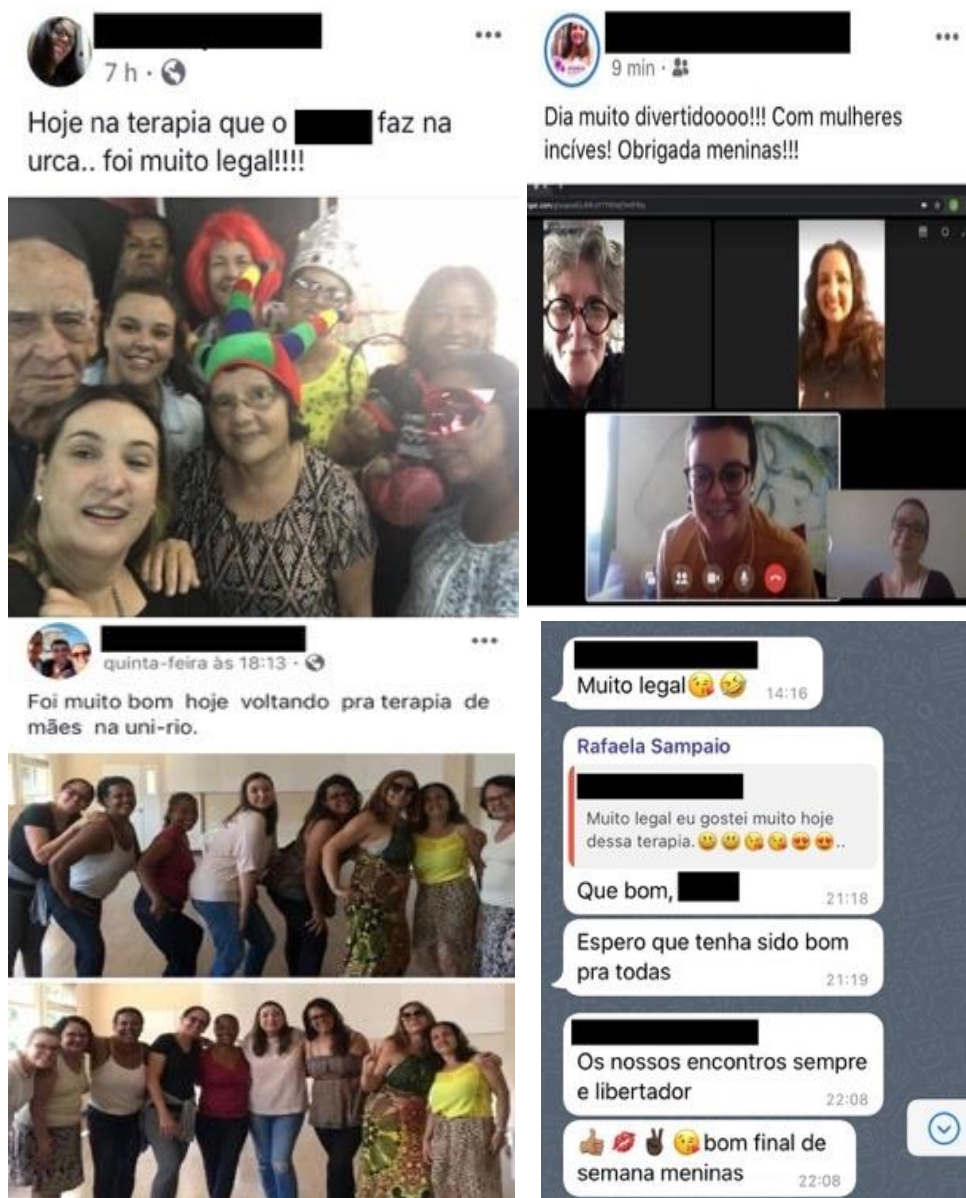 7 h
Hoje na terapia que o faz na
urca.. foi muito legal!!!!
9 min
Dia muito divertidoooo!!! Com mulheres
incíves! Obrigada meninas!!!
quinta-feira às 18:13
Foi muito bom hoje voltando pra terapia de
mães na uni-rio.
Muito legal😘🤣 14:16
Rafaela Sampaio
Muito legal eu gostei muito hoje
dessa terapia.😃😃😘😘😍😍..
Que bom,
21:18
Espero que tenha sido bom
pra todas
21:19
Os nossos encontros sempre
e libertador
22:08
👍🏽💋✌🏿😘bom final de
semana meninas
22:08